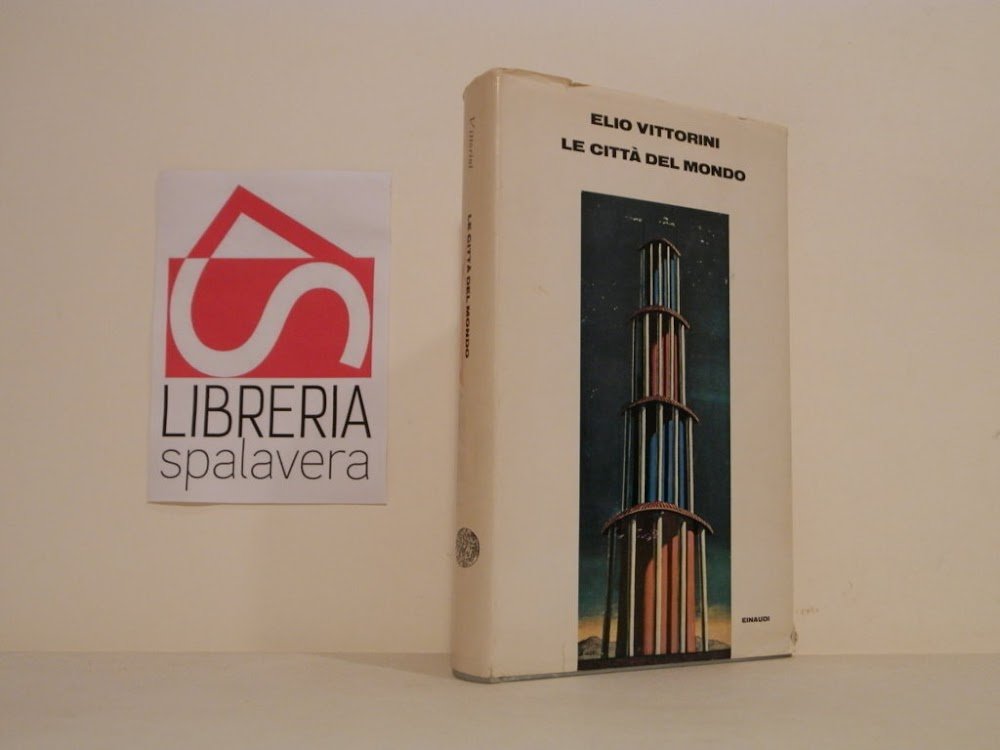 LIBRERIA
spalavera
Vittorini
LE CITTÀ DEL MONDO
ELIO VITTORINI
LE CITTÀ DEL MONDO
EINAUDI